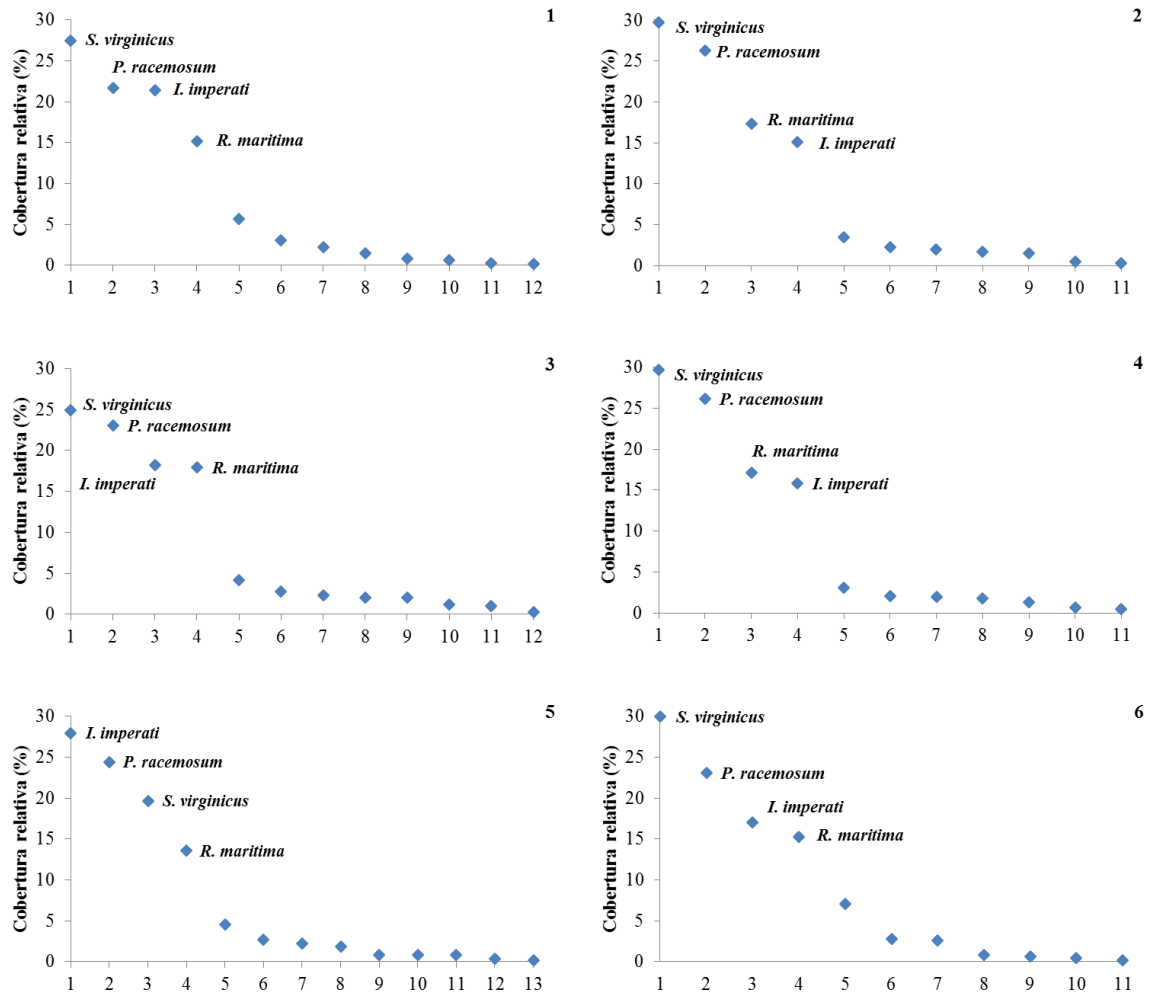 1
Cobertura relativa (%)
30
25
20
15
10
5
0
S. virginicus
P. racemosum
I. imperati
R. maritima
1 2 3 4 5 6 7 8 9 10 11 12
2
Cobertura relativa (%)
30
25
20
15
10
5
0
S. virginicus
P. racemosum
R. maritima
I. imperati
1 2 3 4 5 6 7 8 9 10 11
3
Cobertura relativa (%)
30
25
20
15
10
5
0
S. virginicus
P. racemosum
R. maritima
I. imperati
1 2 3 4 5 6 7 8 9 10 11 12
4
Cobertura relativa (%)
30
25
20
15
10
5
0
S. virginicus
P. racemosum
R. maritima
I. imperati
1 2 3 4 5 6 7 8 9 10 11
5
Cobertura relativa (%)
30
25
20
15
10
5
0
I. imperati
P. racemosum
S. virginicus
R. maritima
1 2 3 4 5 6 7 8 9 10 11 12 13
6
Cobertura relativa (%)
30
25
20
15
10
5
0
S. virginicus
P. racemosum
I. imperati
R. maritima
1 2 3 4 5 6 7 8 9 10 11